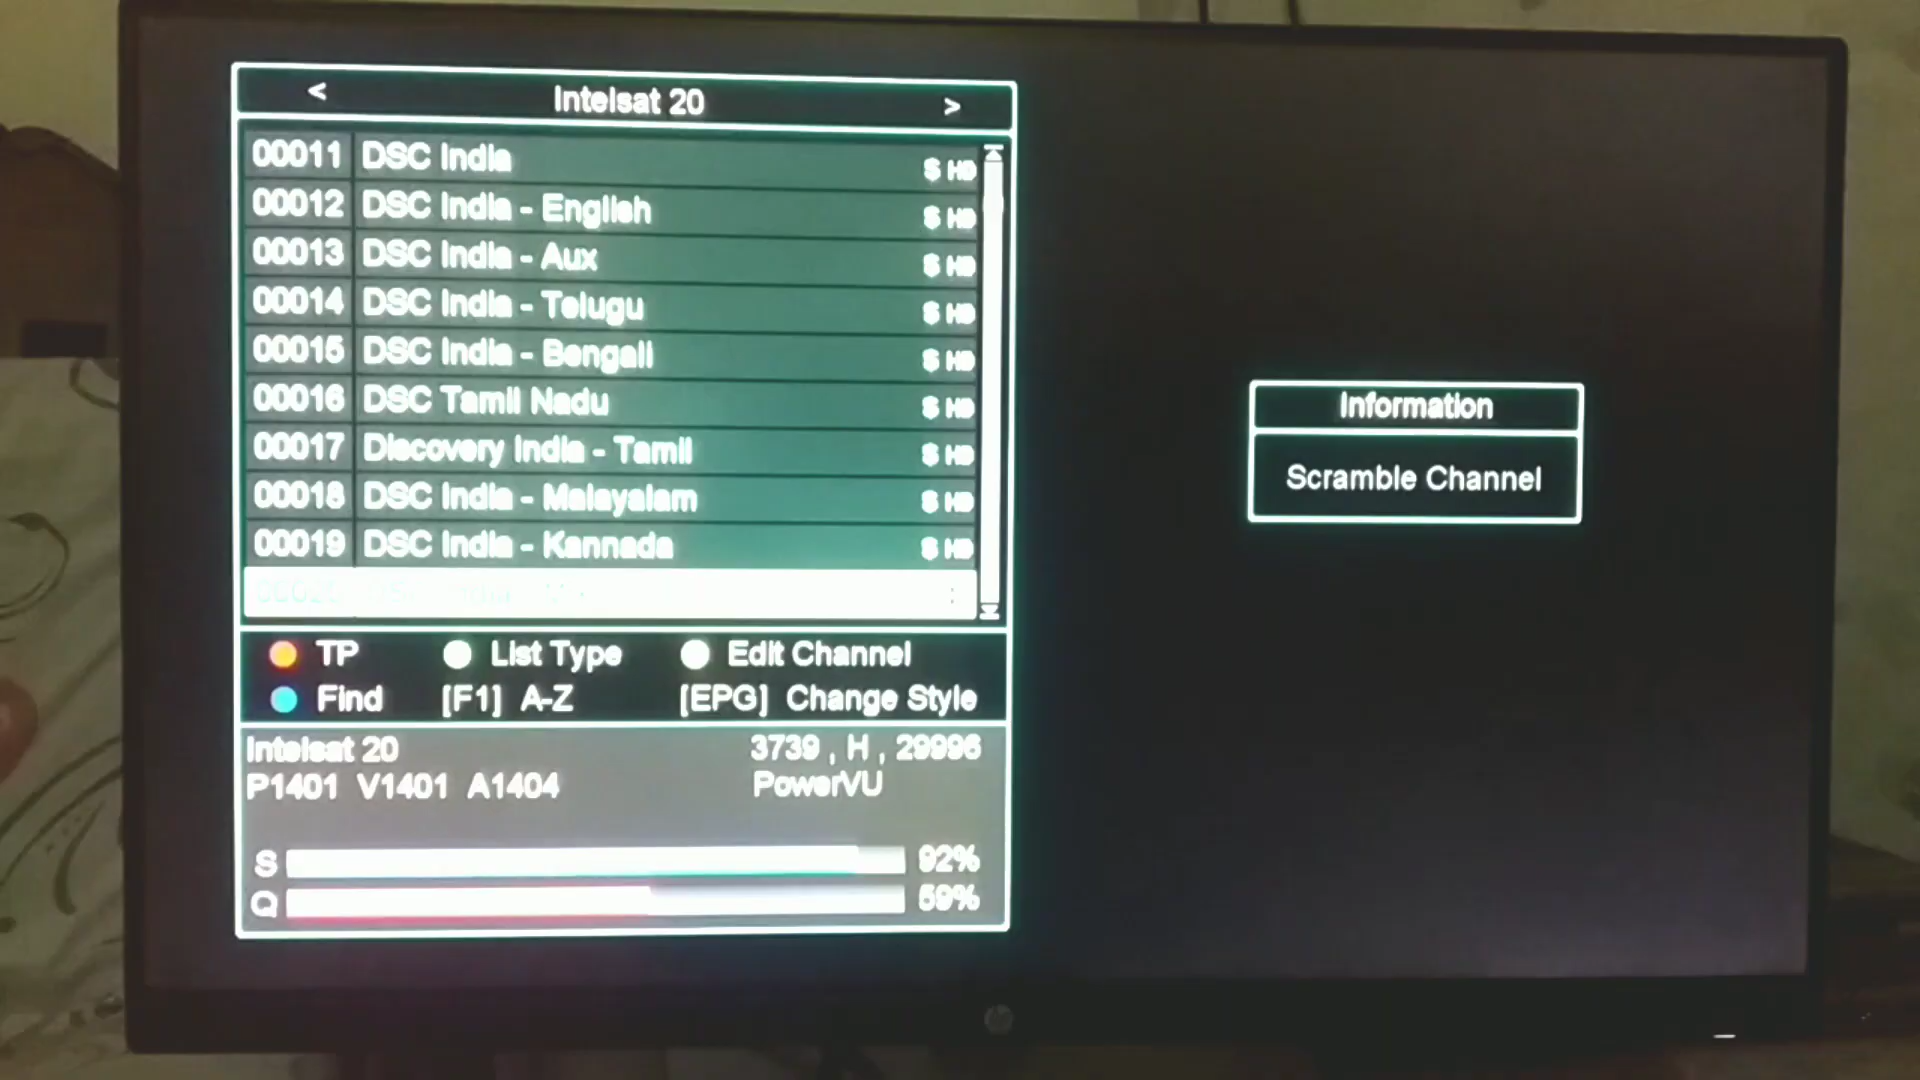 < Intelsat 20 >
00011 DSC India $ HD
00012 DSC India - English $ HD
00013 DSC India - Aux $ HD
00014 DSC India - Telugu $ HD
00015 DSC India - Bengali $ HD
00016 DSC Tamil Nadu $ HD
00017 Discovery India - Tamil $ HD
00018 DSC India - Malayalam $ HD
00019 DSC India - Kannada $ HD
TP List Type Edit Channel
Find [F1] A-Z [EPG] Change Style
Intelsat 20 3739 , H , 29996
P1401 V1401 A1404 PowerVU
S 92%
Q 59%
Information
Scramble Channel
hp